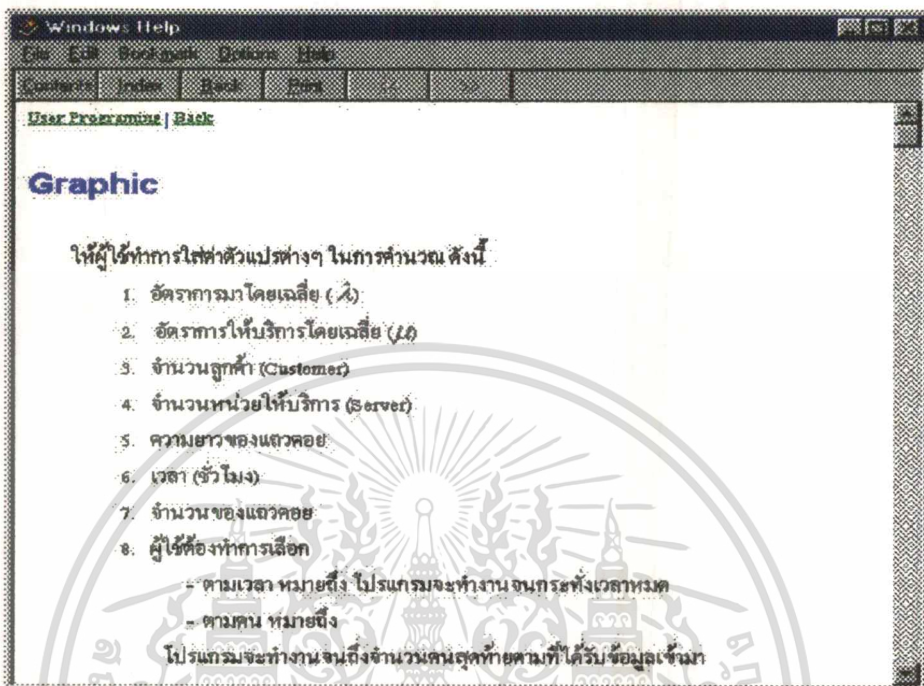 Windows Help
File Edit Bookmark Options Help
Contents Index Back Print << >>
User Programing | Back
Graphic
ให้ผู้ใช้ทำการใส่ค่าตัวแปรต่างๆ ในการคำนวณ ดังนี้
1. อัตราการมาโดยเฉลี่ย (λ)
2. อัตราการให้บริการโดยเฉลี่ย (μ)
3. จำนวนลูกค้า (Customer)
4. จำนวนหน่วยให้บริการ (Server)
5. ความยาวของแถวคอย
6. เวลา (ชั่วโมง)
7. จำนวนของแถวคอย
8. ผู้ใช้ต้องทำการเลือก
- ตามเวลา หมายถึง โปรแกรมจะทำงานจนกระทั่งเวลาหมด
- ตามคน หมายถึง
โปรแกรมจะทำงานจนถึงจำนวนคนสุดท้ายตามที่ได้รับข้อมูลเข้ามา